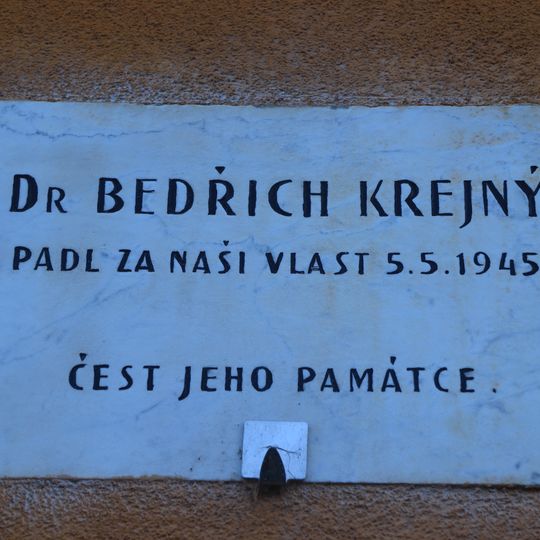 DR BEDŘICH KREJNÝ
PADL ZA NAŠI VLAST 5.5.1945
ČEST JEHO PAMÁTCE.